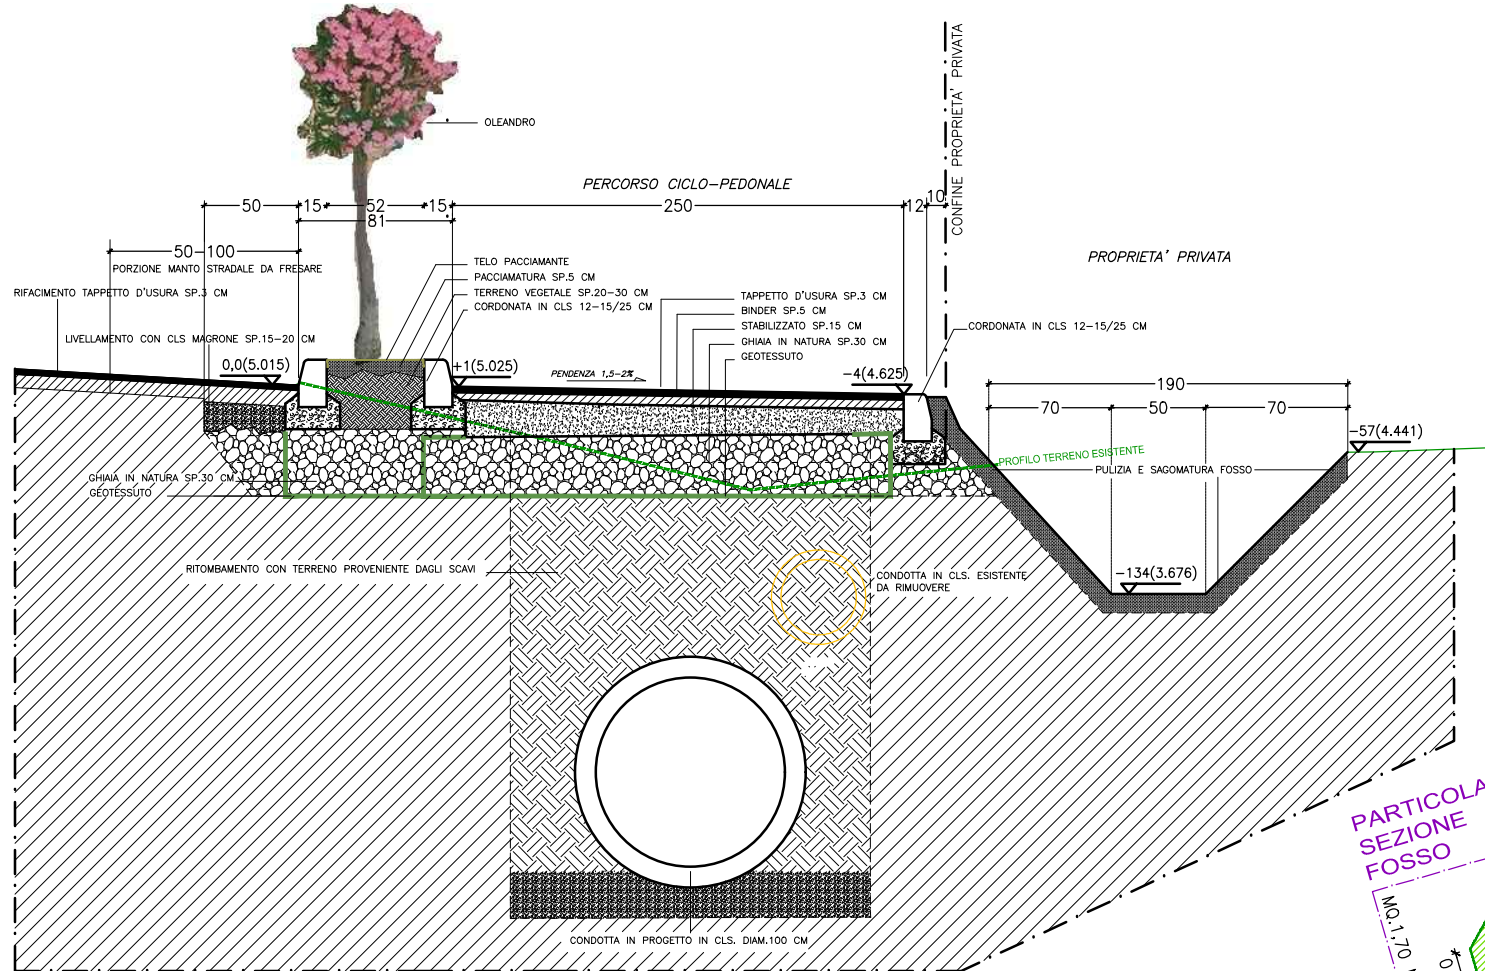 OLEANDRO
CONFINE PROPRIETA' PRIVATA
PERCORSO CICLO-PEDONALE
50
15
52
15
250
12
10
81
50-100
PORZIONE MANTO STRADALE DA FRESARE
RIFACIMENTO TAPPETTO D'USURA SP.3 CM
LIVELLAMENTO CON CLS MAGRONE SP.15-20 CM
TELO PACCIAMANTE
PACCIAMATURA SP.5 CM
TERRENO VEGETALE SP.20-30 CM
CORDONATA IN CLS 12-15/25 CM
TAPPETTO D'USURA SP.3 CM
BINDER SP.5 CM
STABILIZZATO SP.15 CM
GHIAIA IN NATURA SP.30 CM
GEOTESSUTO
CORDONATA IN CLS 12-15/25 CM
PROPRIETA' PRIVATA
0,0(5.015)
+1(5.025)
PENDENZA 1,5-2%
-4(4.625)
190
70
50
70
-57(4.441)
PROFILO TERRENO ESISTENTE
PULIZIA E SAGOMATURA FOSSO
GHIAIA IN NATURA SP.30 CM
GEOTESSUTO
RITOMBAMENTO CON TERRENO PROVENIENTE DAGLI SCAVI
CONDOTTA IN CLS. ESISTENTE
DA RIMUOVERE
-134(3.676)
CONDOTTA IN PROGETTO IN CLS. DIAM.100 CM
PARTICOLA
SEZIONE
FOSSO
MQ.1,70
0